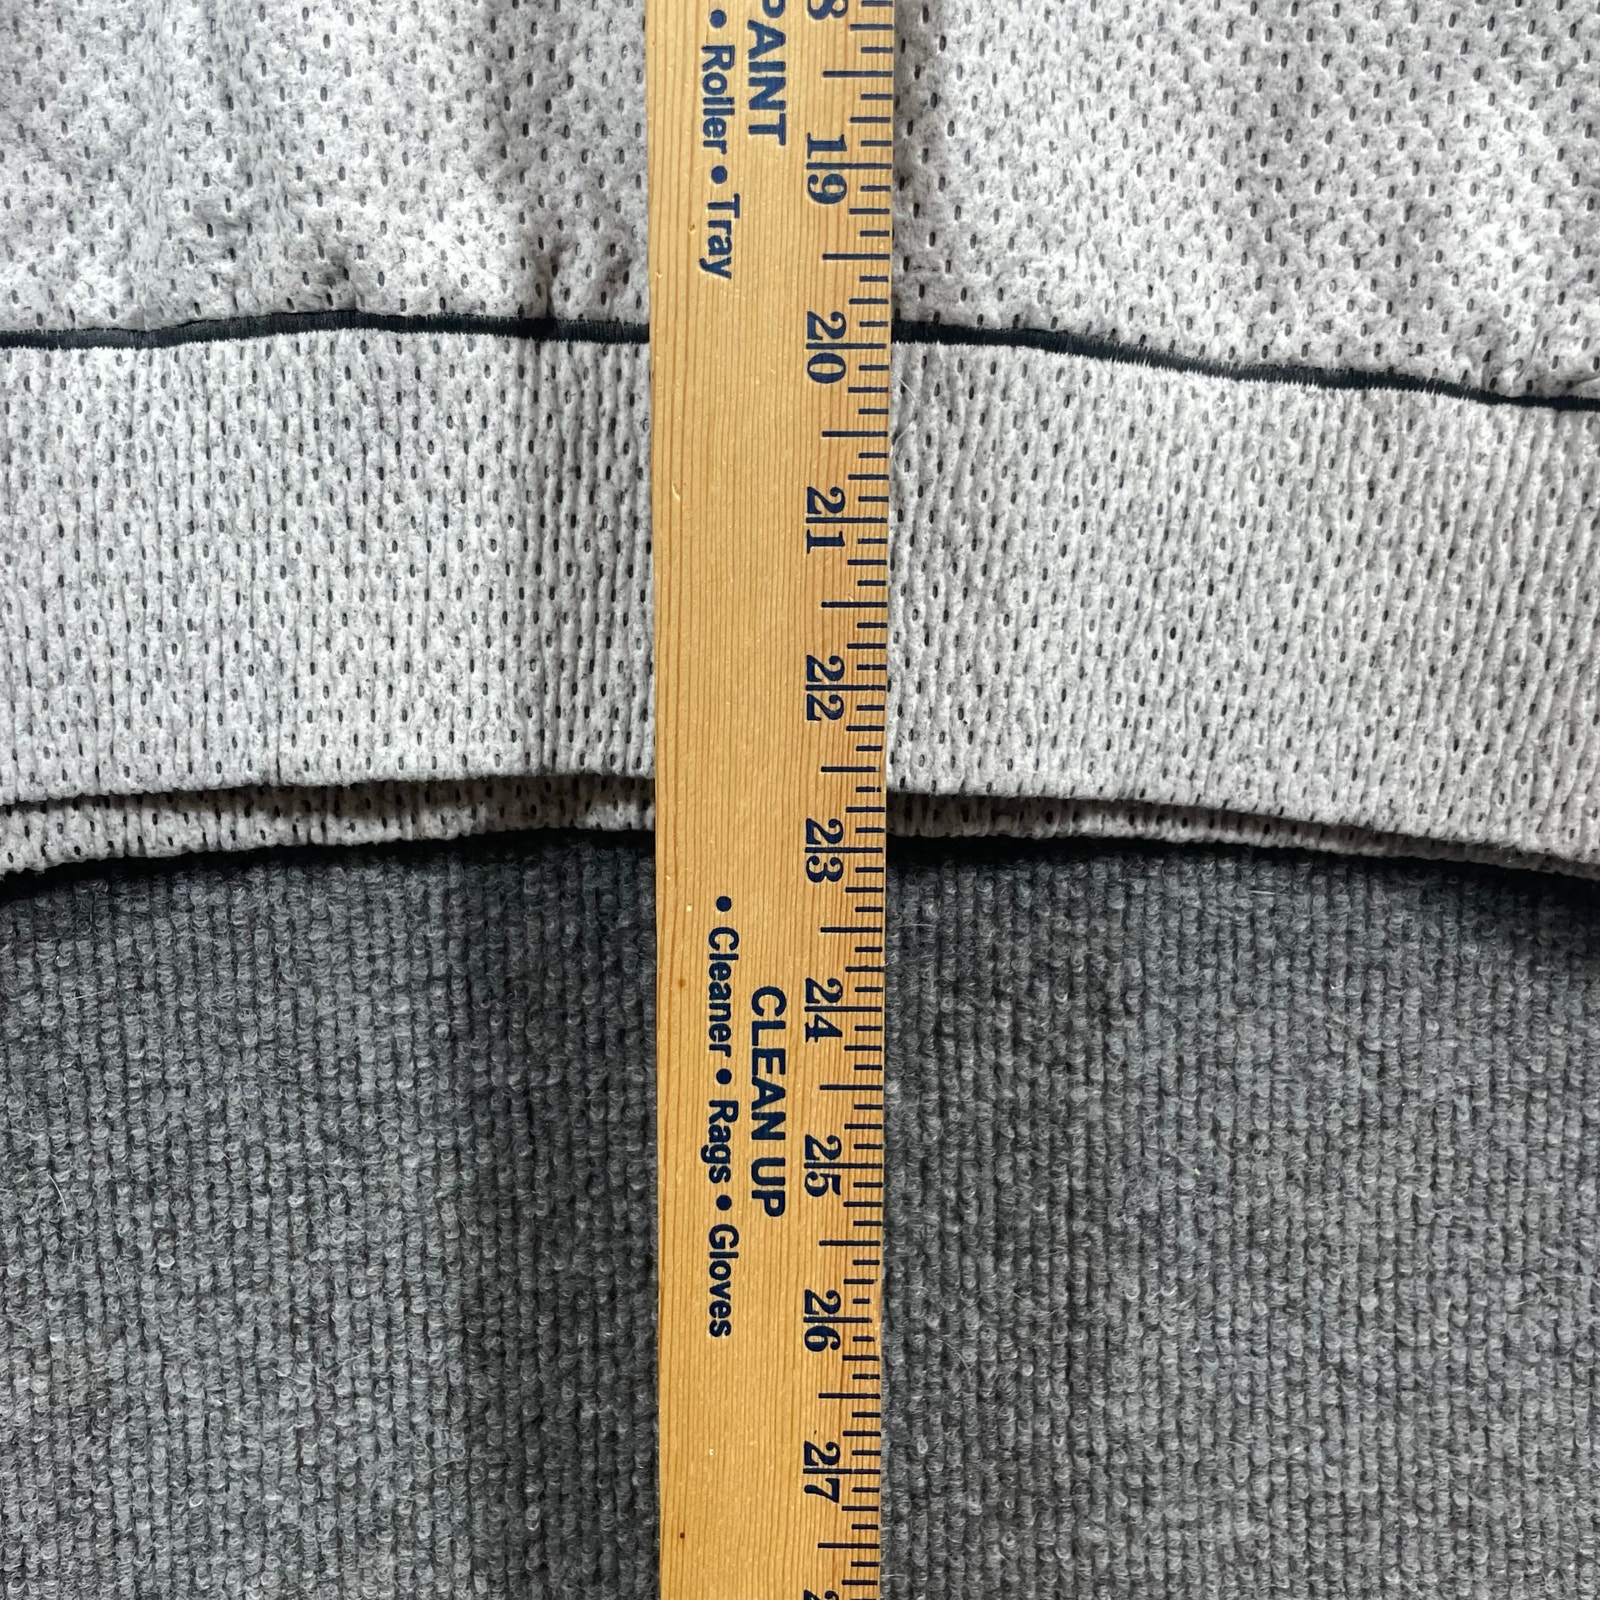 PAINT
• Roller • Tray
CLEAN UP
• Cleaner • Rags • Gloves
19
20
21
22
23
24
25
26
27